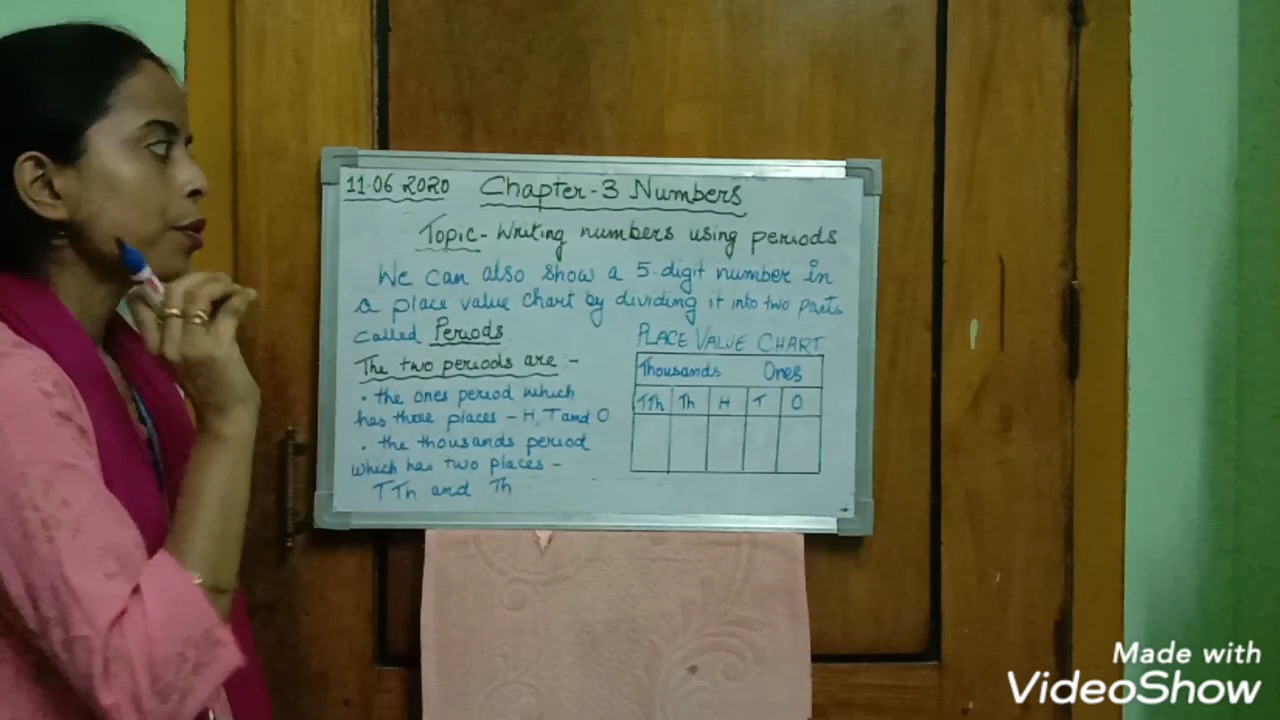 11.06 2020 Chapter-3 Numbers
Topic- Writing numbers using periods
We can also show a 5-digit number in
a place value chart by dividing it into two parts
called Periods.
The two periods are :-
• the ones period which
has three places - H, T and O
• the thousands period
which has two places -
TTh and Th
PLACE VALUE CHART
Thousands Ones
TTh Th H T O
Made with
VideoShow